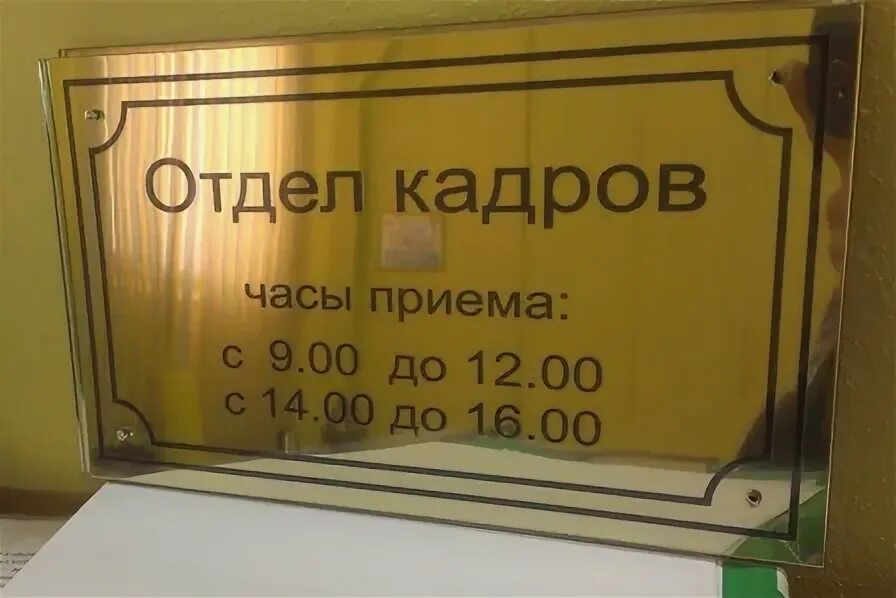 Отдел кадров
часы приема:
с 9.00 до 12.00
с 14.00 до 16.00